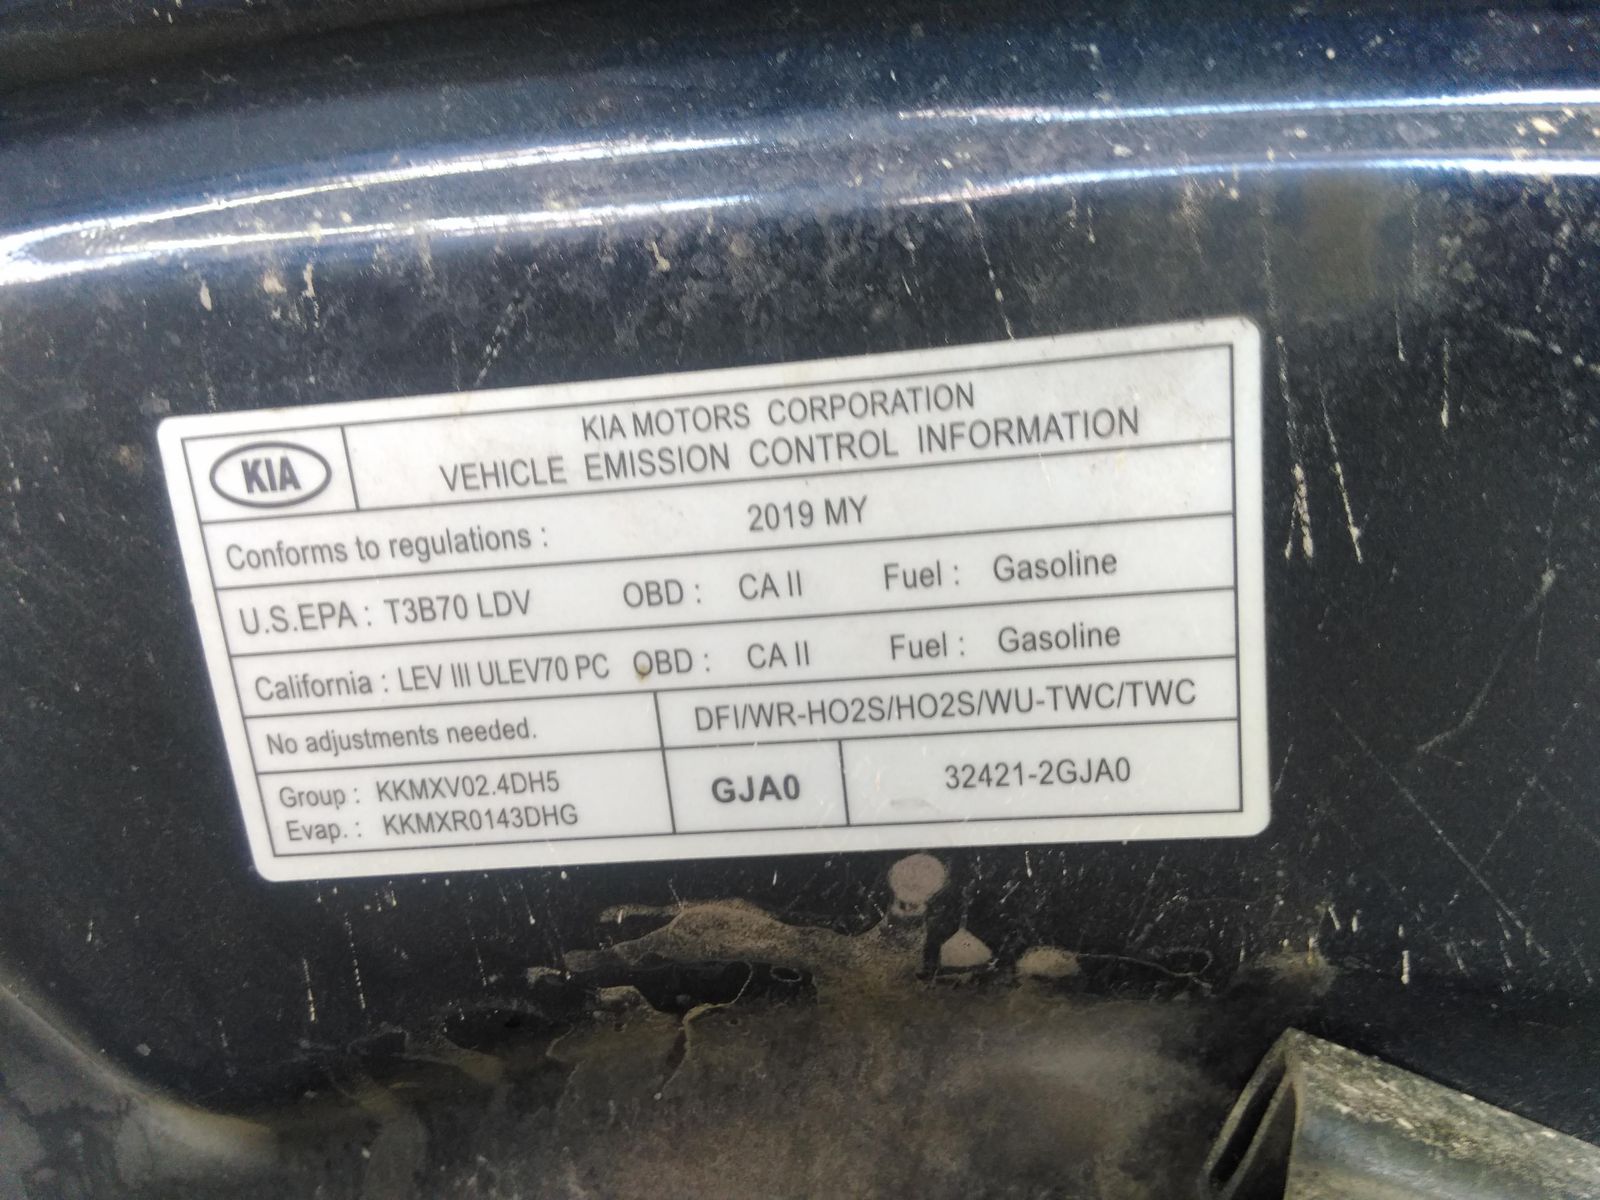 KIA
KIA MOTORS CORPORATION
VEHICLE EMISSION CONTROL INFORMATION
Conforms to regulations : 2019 MY
U.S.EPA : T3B70 LDV OBD : CA II Fuel : Gasoline
California : LEV III ULEV70 PC OBD : CA II Fuel : Gasoline
No adjustments needed. DFI/WR-HO2S/HO2S/WU-TWC/TWC
Group : KKMXV02.4DH5
Evap. : KKMXR0143DHG
GJA0
32421-2GJA0